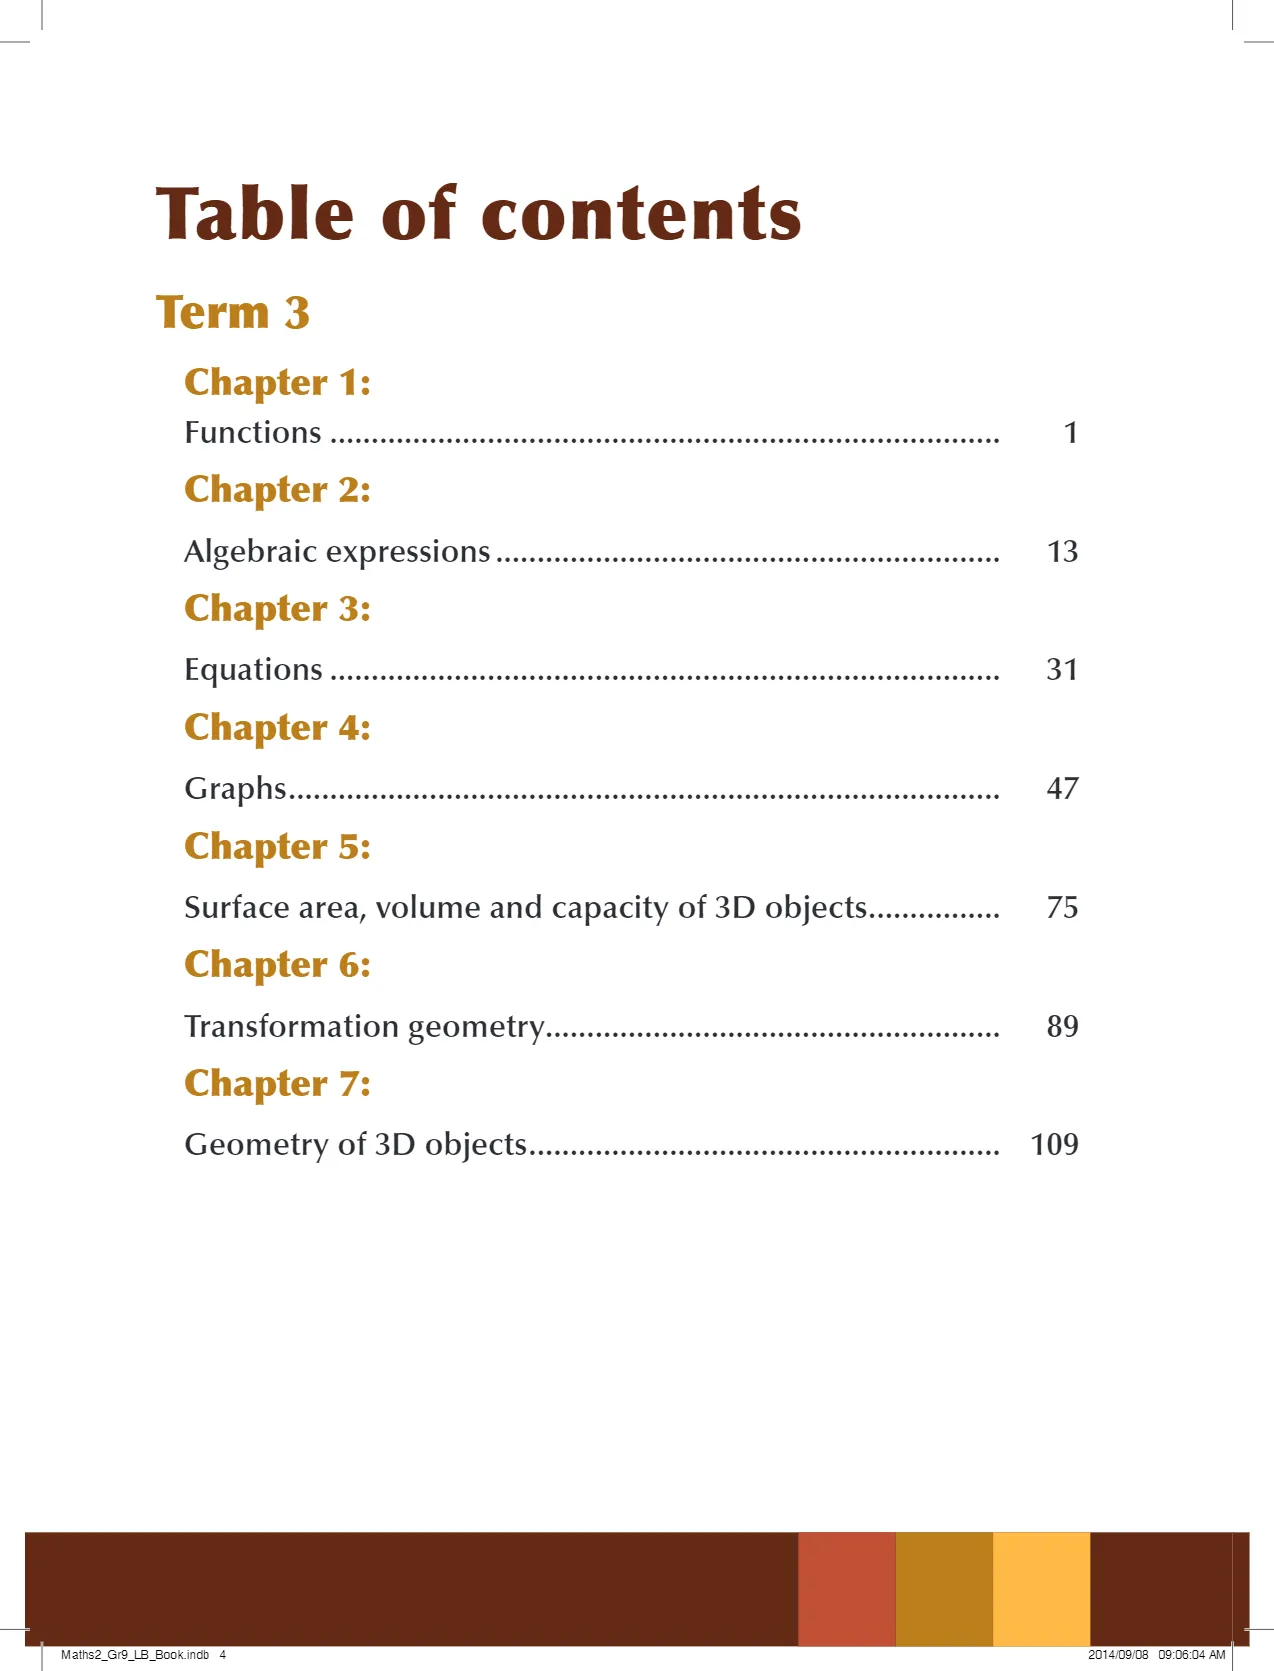 Table of contents
Term 3
Chapter 1:
Functions ................................................................................. 1
Chapter 2:
Algebraic expressions ............................................................. 13
Chapter 3:
Equations ................................................................................. 31
Chapter 4:
Graphs...................................................................................... 47
Chapter 5:
Surface area, volume and capacity of 3D objects................ 75
Chapter 6:
Transformation geometry....................................................... 89
Chapter 7:
Geometry of 3D objects......................................................... 109
Maths2_Gr9_LB_Book.indb 4 2014/09/08 09:06:04 AM